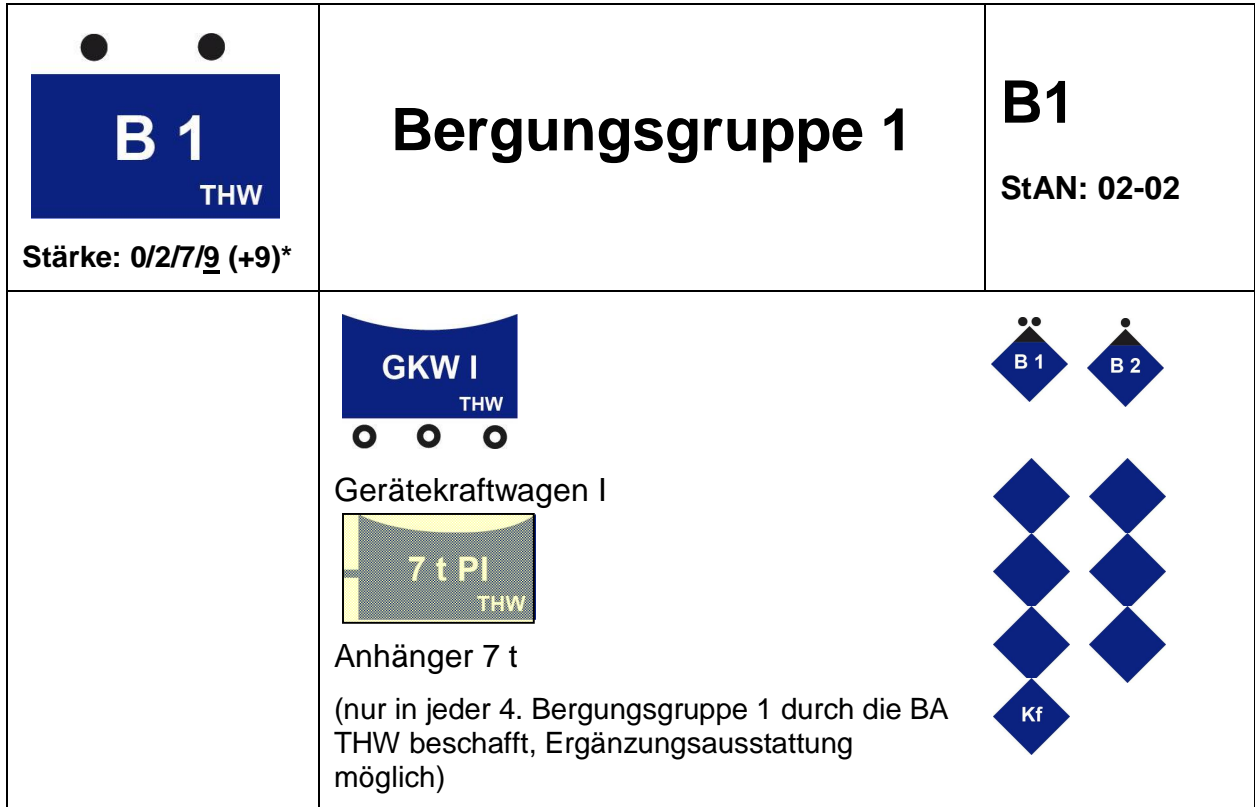 B 1
THW
Stärke: 0/2/7/9 (+9)*
Bergungsgruppe 1
B1
StAN: 02-02
GKW I
THW
B 1
B 2
Gerätekraftwagen I
7 t Pl
THW
Anhänger 7 t
(nur in jeder 4. Bergungsgruppe 1 durch die BA
THW beschafft, Ergänzungsausstattung
möglich)
Kf